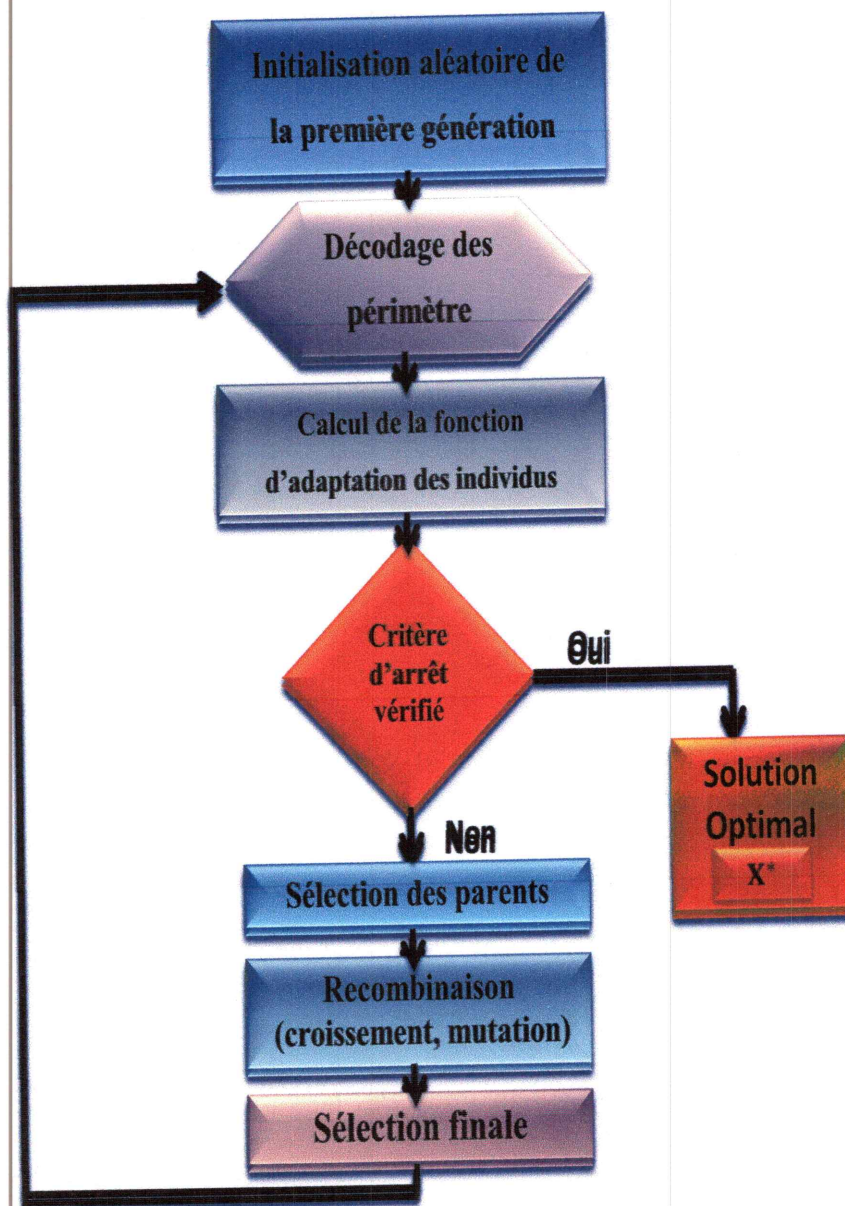 Initialisation aléatoire de
la première génération
Décodage des
périmètre
Calcul de la fonction
d'adaptation des individus
Critère
d'arrêt
vérifié
Oui
Solution
Optimal
X*
Non
Sélection des parents
Recombinaison
(croissement, mutation)
Sélection finale